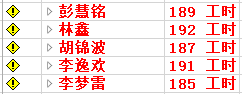 彭慧铭 189 工时
林鑫 192 工时
胡锦波 187 工时
李逸欢 191 工时
李梦雷 185 工时